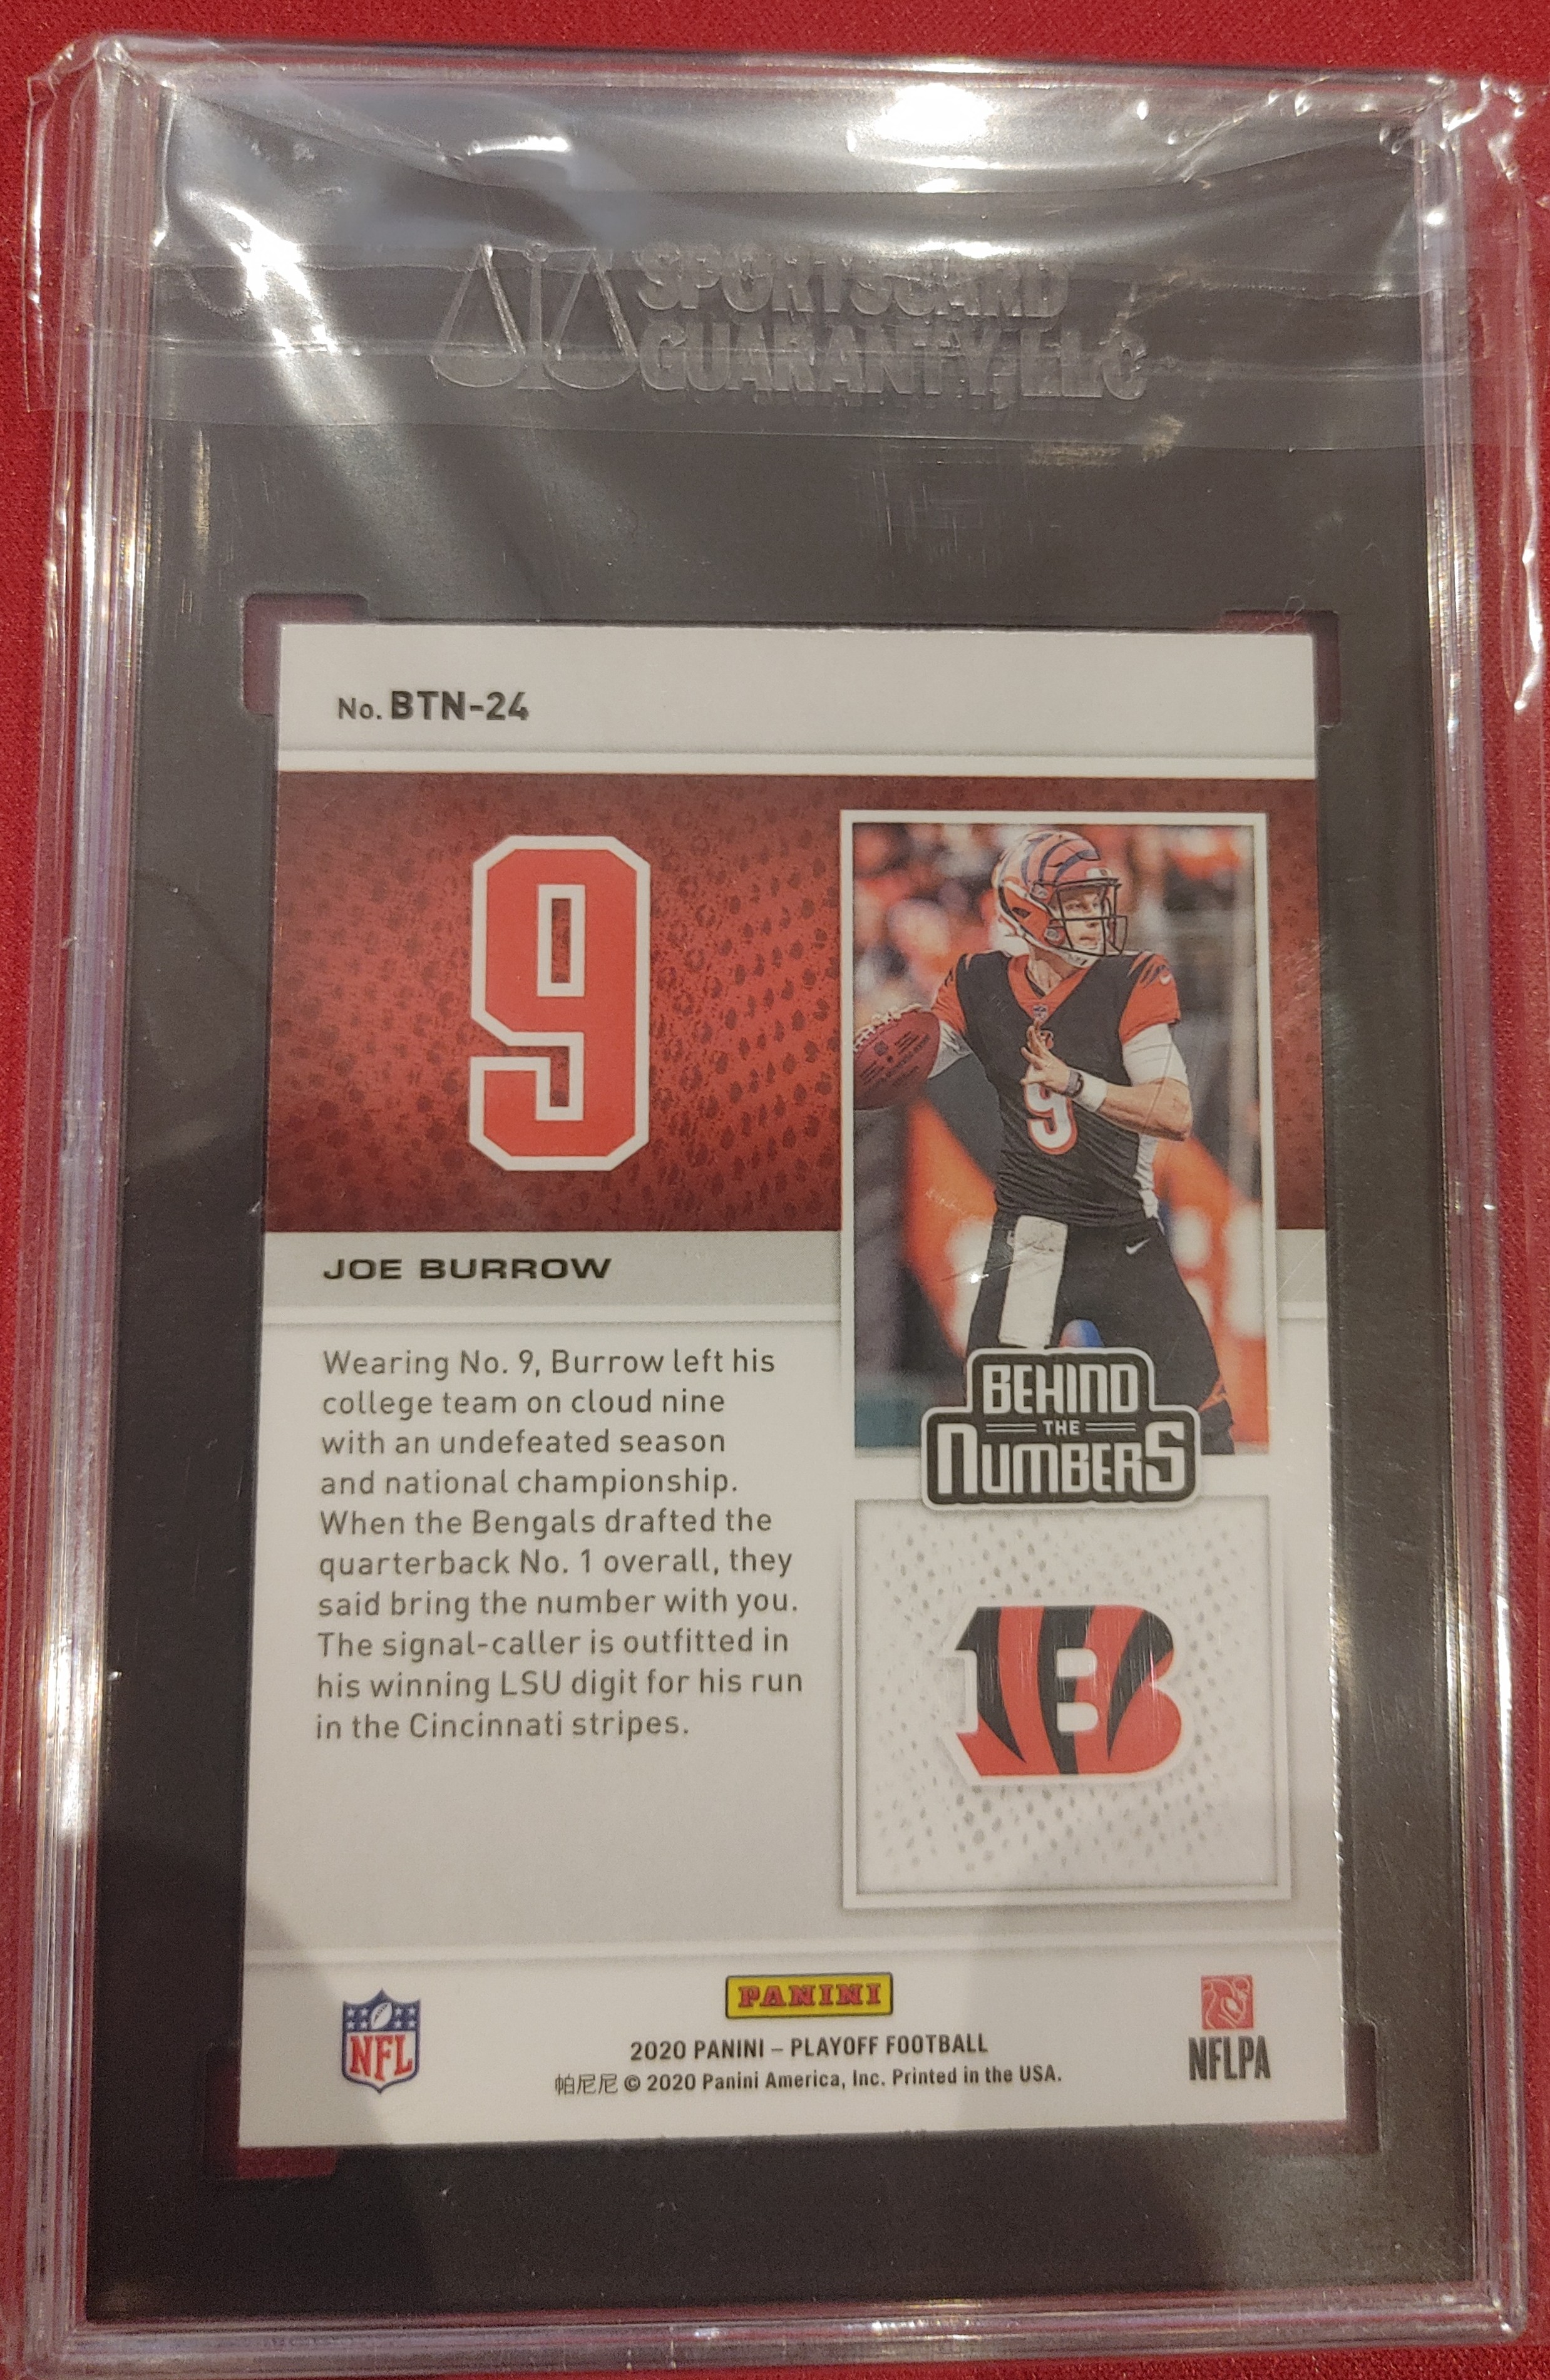 SPORTSCARD
GUARANTY, LLC
No. BTN-24
9
9
JOE BURROW
Wearing No. 9, Burrow left his
college team on cloud nine
with an undefeated season
and national championship.
When the Bengals drafted the
quarterback No. 1 overall, they
said bring the number with you.
The signal-caller is outfitted in
his winning LSU digit for his run
in the Cincinnati stripes.
BEHIND
THE
NUMBERS
B
NFL
PANINI
2020 PANINI – PLAYOFF FOOTBALL
帕尼尼 © 2020 Panini America, Inc. Printed in the USA.
NFLPA